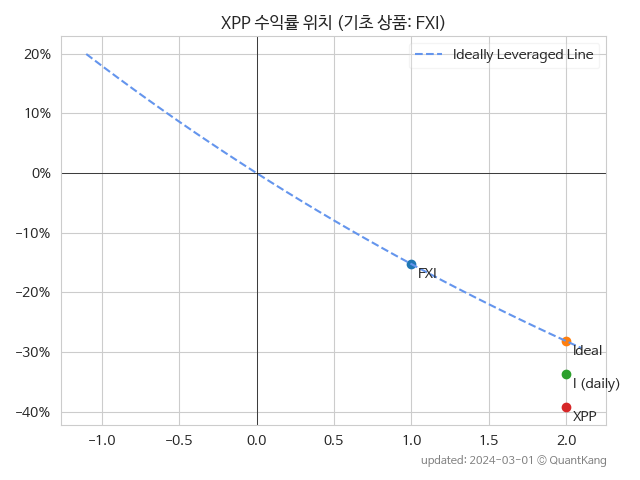 XPP 수익률 위치 (기초 상품: FXI)
Ideally Leveraged Line
20%
10%
0%
−10%
−20%
−30%
−40%
FXI
Ideal
I (daily)
XPP
−1.0
−0.5
0.0
0.5
1.0
1.5
2.0
updated: 2024-03-01 © QuantKang